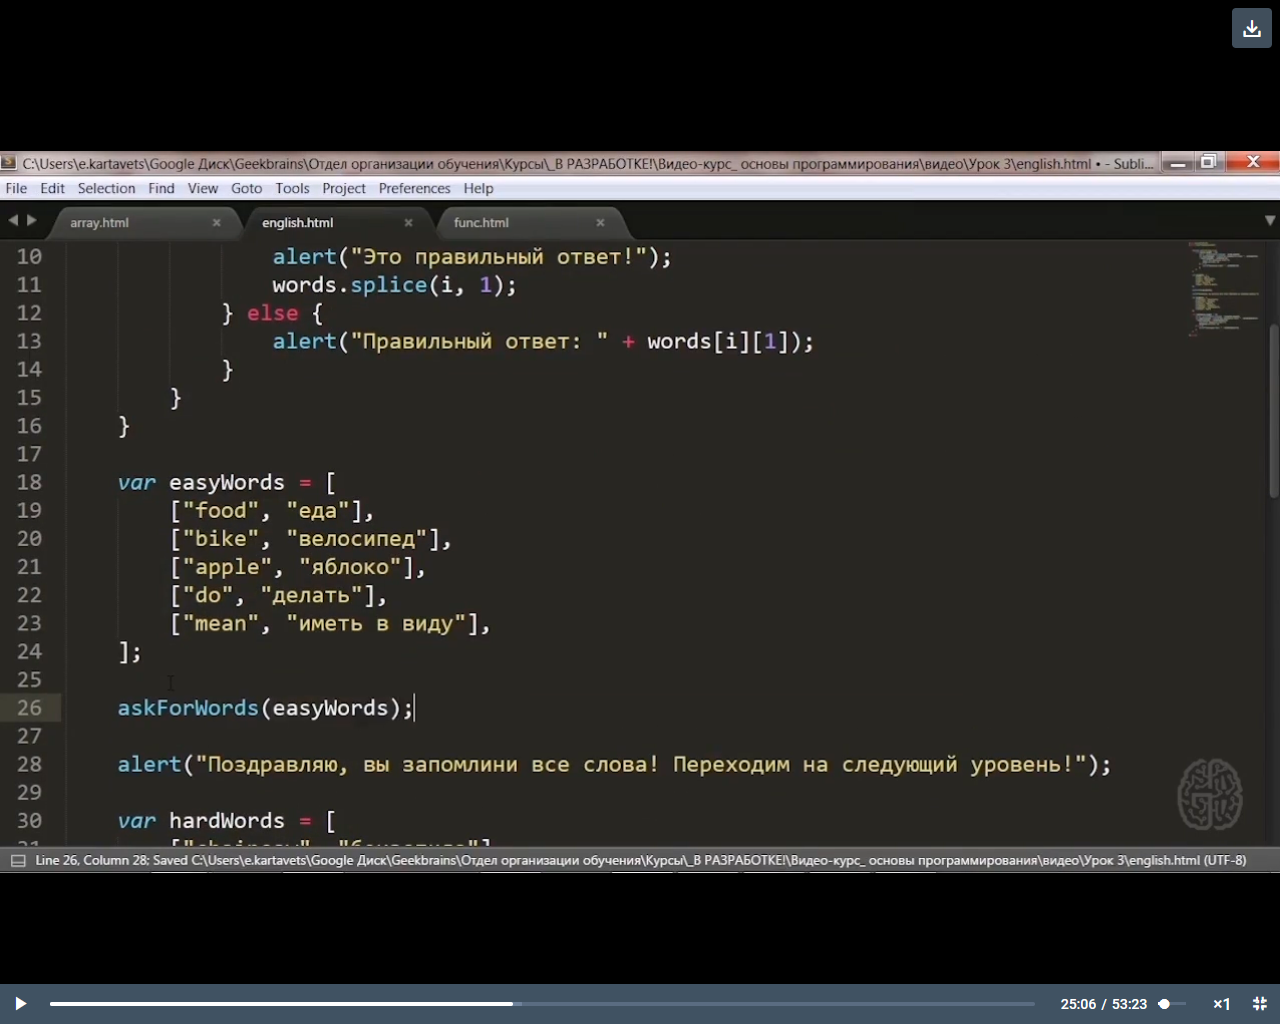 C:\Users\e.kartavets\Google Диск\Geekbrains\Отдел организации обучения\Курсы\_В РАЗРАБОТКЕ!\Видео-курс_ основы программирования\видео\Урок 3\english.html • - Subli...
File Edit Selection Find View Goto Tools Project Preferences Help
array.html × english.html × func.html ×
10 alert("Это правильный ответ!");
11 words.splice(i, 1);
12 } else {
13 alert("Правильный ответ: " + words[i][1]);
14 }
15 }
16 }
17
18 var easyWords = [
19 ["food", "еда"],
20 ["bike", "велосипед"],
21 ["apple", "яблоко"],
22 ["do", "делать"],
23 ["mean", "иметь в виду"],
24 ];
25
26 askForWords(easyWords);
27
28 alert("Поздравляю, вы запомлини все слова! Переходим на следующий уровень!");
29
30 var hardWords = [
Line 26, Column 28; Saved C:\Users\e.kartavets\Google Диск\Geekbrains\Отдел организации обучения\Курсы\_В РАЗРАБОТКЕ!\Видео-курс_ основы программирования\видео\Урок 3\english.html (UTF-8)
25:06 / 53:23 ×1